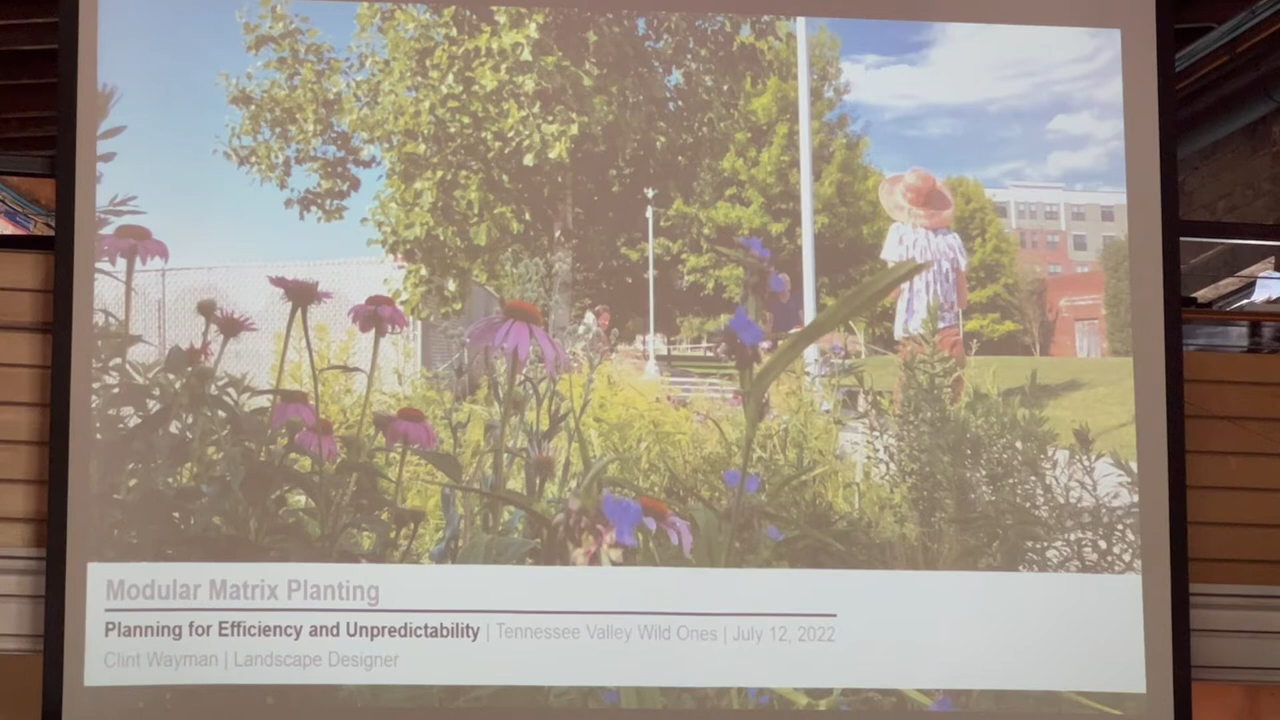 Modular Matrix Planting
Planning for Efficiency and Unpredictability | Tennessee Valley Wild Ones | July 12, 2022
Clint Wayman | Landscape Designer